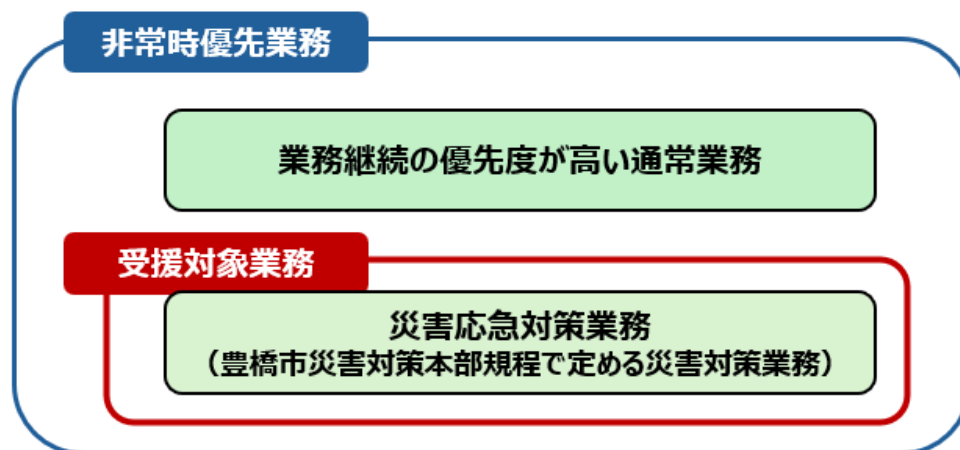 非常時優先業務
業務継続の優先度が高い通常業務
受援対象業務
災害応急対策業務
（豊橋市災害対策本部規程で定める災害対策業務）